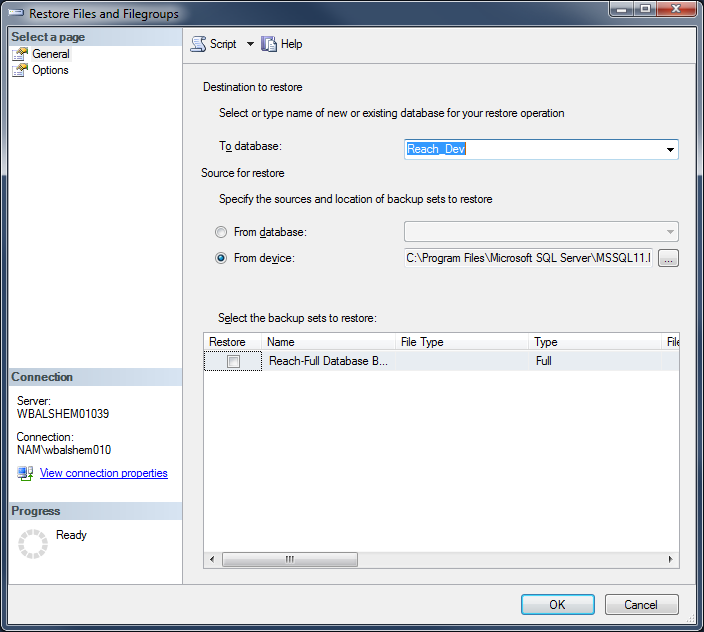 Restore Files and Filegroups
Select a page
General
Options
Script
Help
Destination to restore
Select or type name of new or existing database for your restore operation
To database:
Reach_Dev
Source for restore
Specify the sources and location of backup sets to restore
From database:
From device:
C:\Program Files\Microsoft SQL Server\MSSQL11.
...
Select the backup sets to restore:
Restore Name File Type Type
Reach-Full Database B... Full
Connection
Server:
WBALSHEM01039
Connection:
NAM\wbalshem010
View connection properties
Progress
Ready
OK Cancel